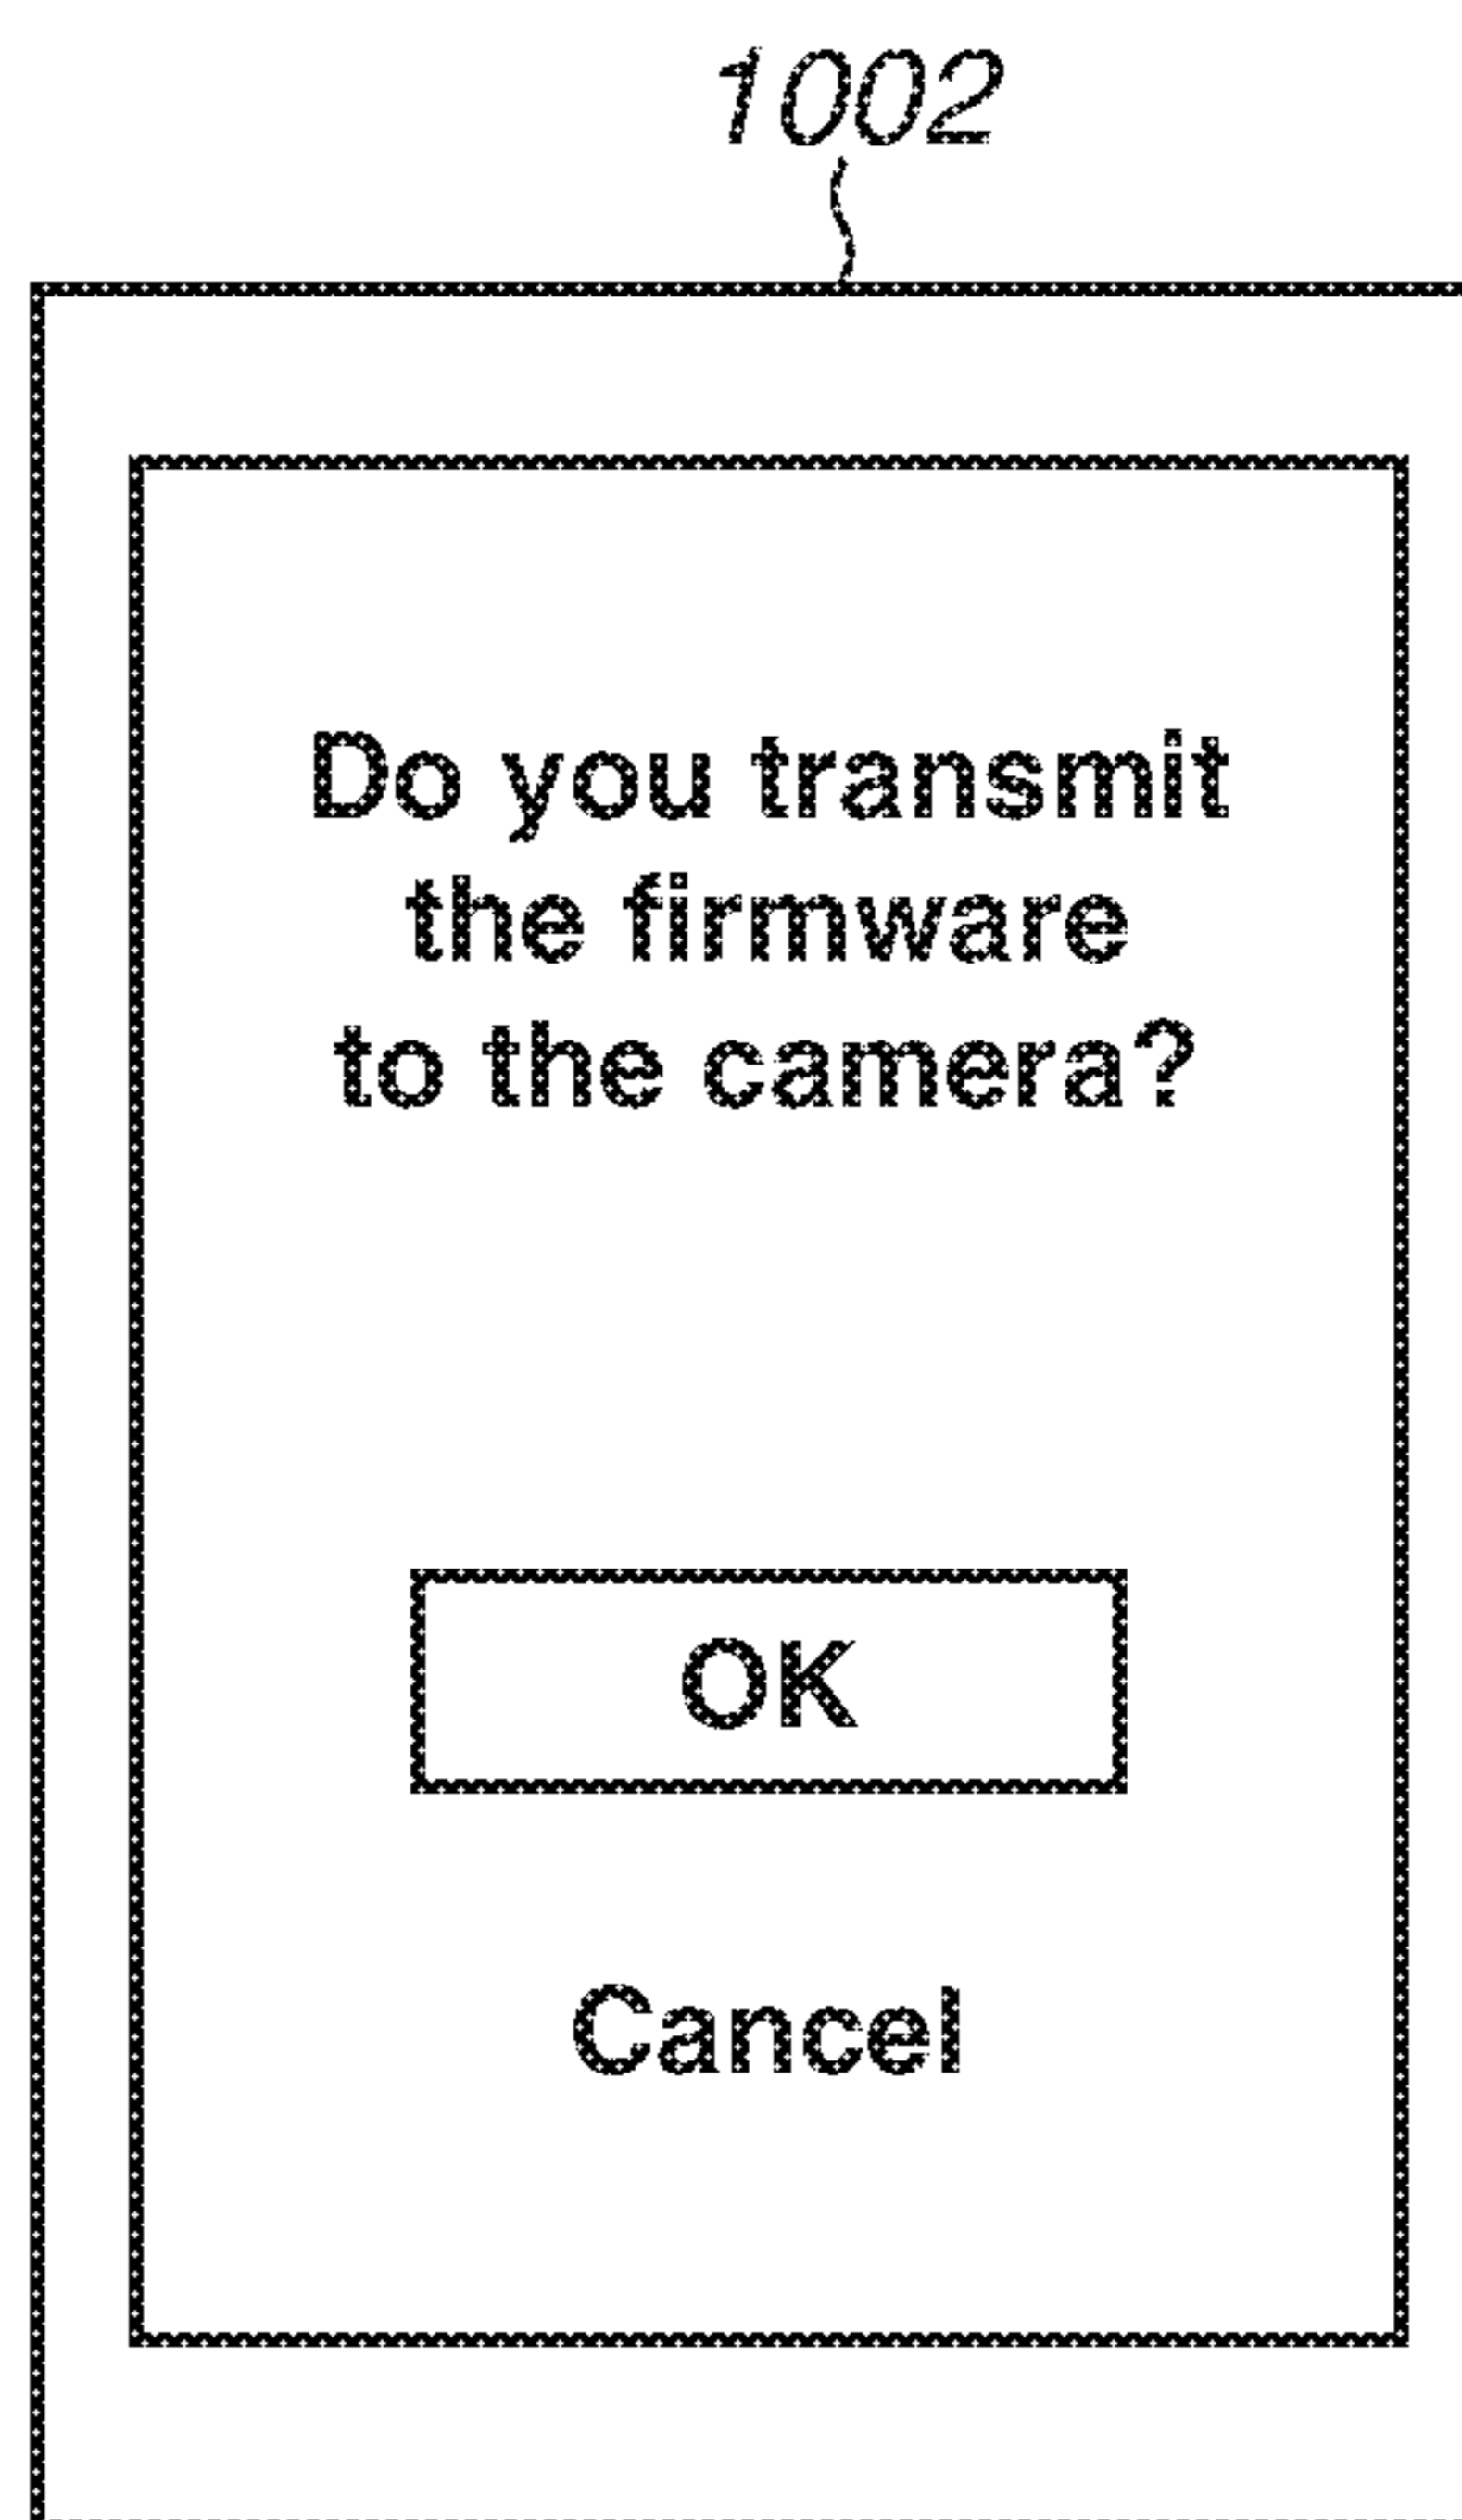 1002
Do you transmit
the firmware
to the camera?
OK
Cancel